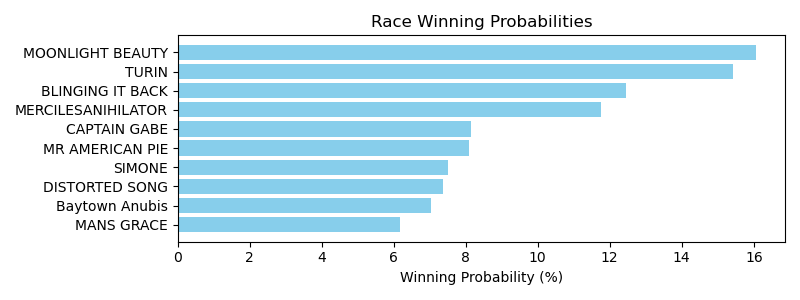 Race Winning Probabilities
MOONLIGHT BEAUTY
TURIN
BLINGING IT BACK
MERCILESANIHILATOR
CAPTAIN GABE
MR AMERICAN PIE
SIMONE
DISTORTED SONG
Baytown Anubis
MANS GRACE
0 2 4 6 8 10 12 14 16
Winning Probability (%)